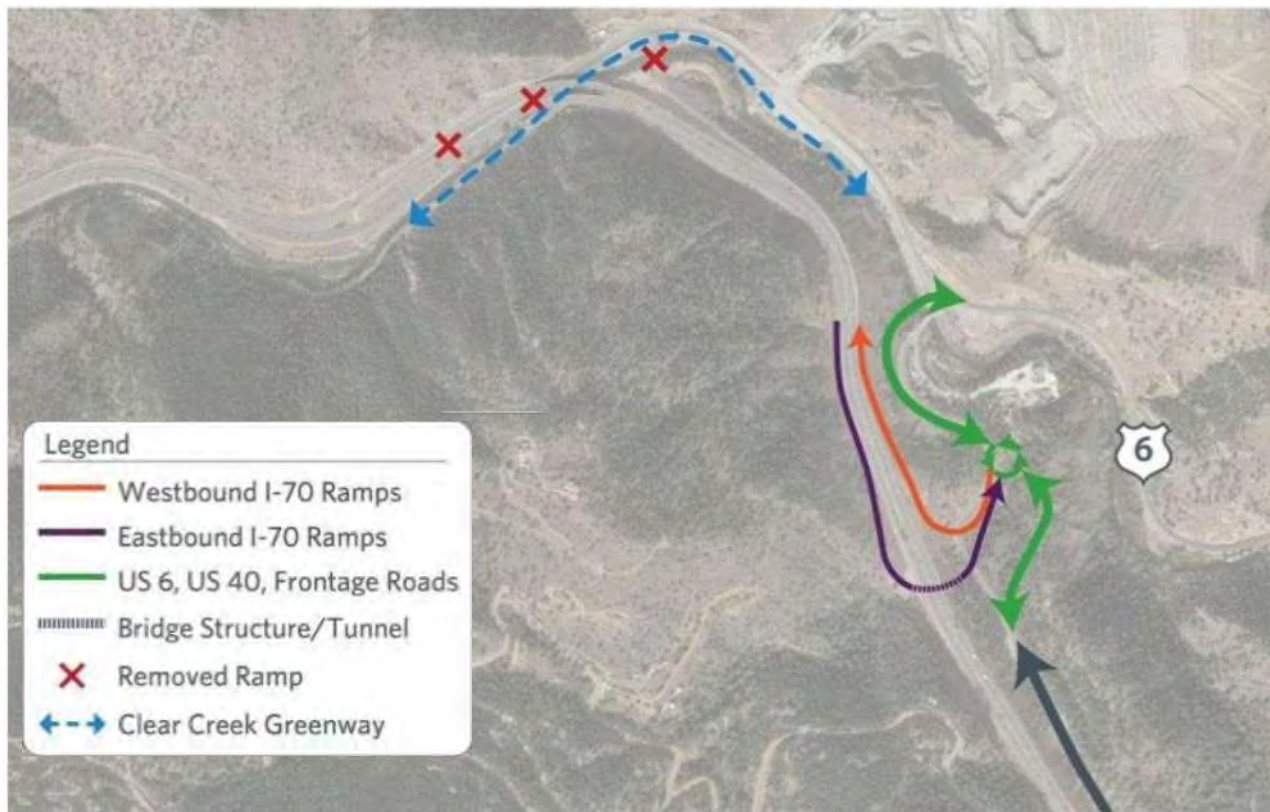 6
Legend
Westbound I-70 Ramps
Eastbound I-70 Ramps
US 6, US 40, Frontage Roads
Bridge Structure/Tunnel
Removed Ramp
Clear Creek Greenway